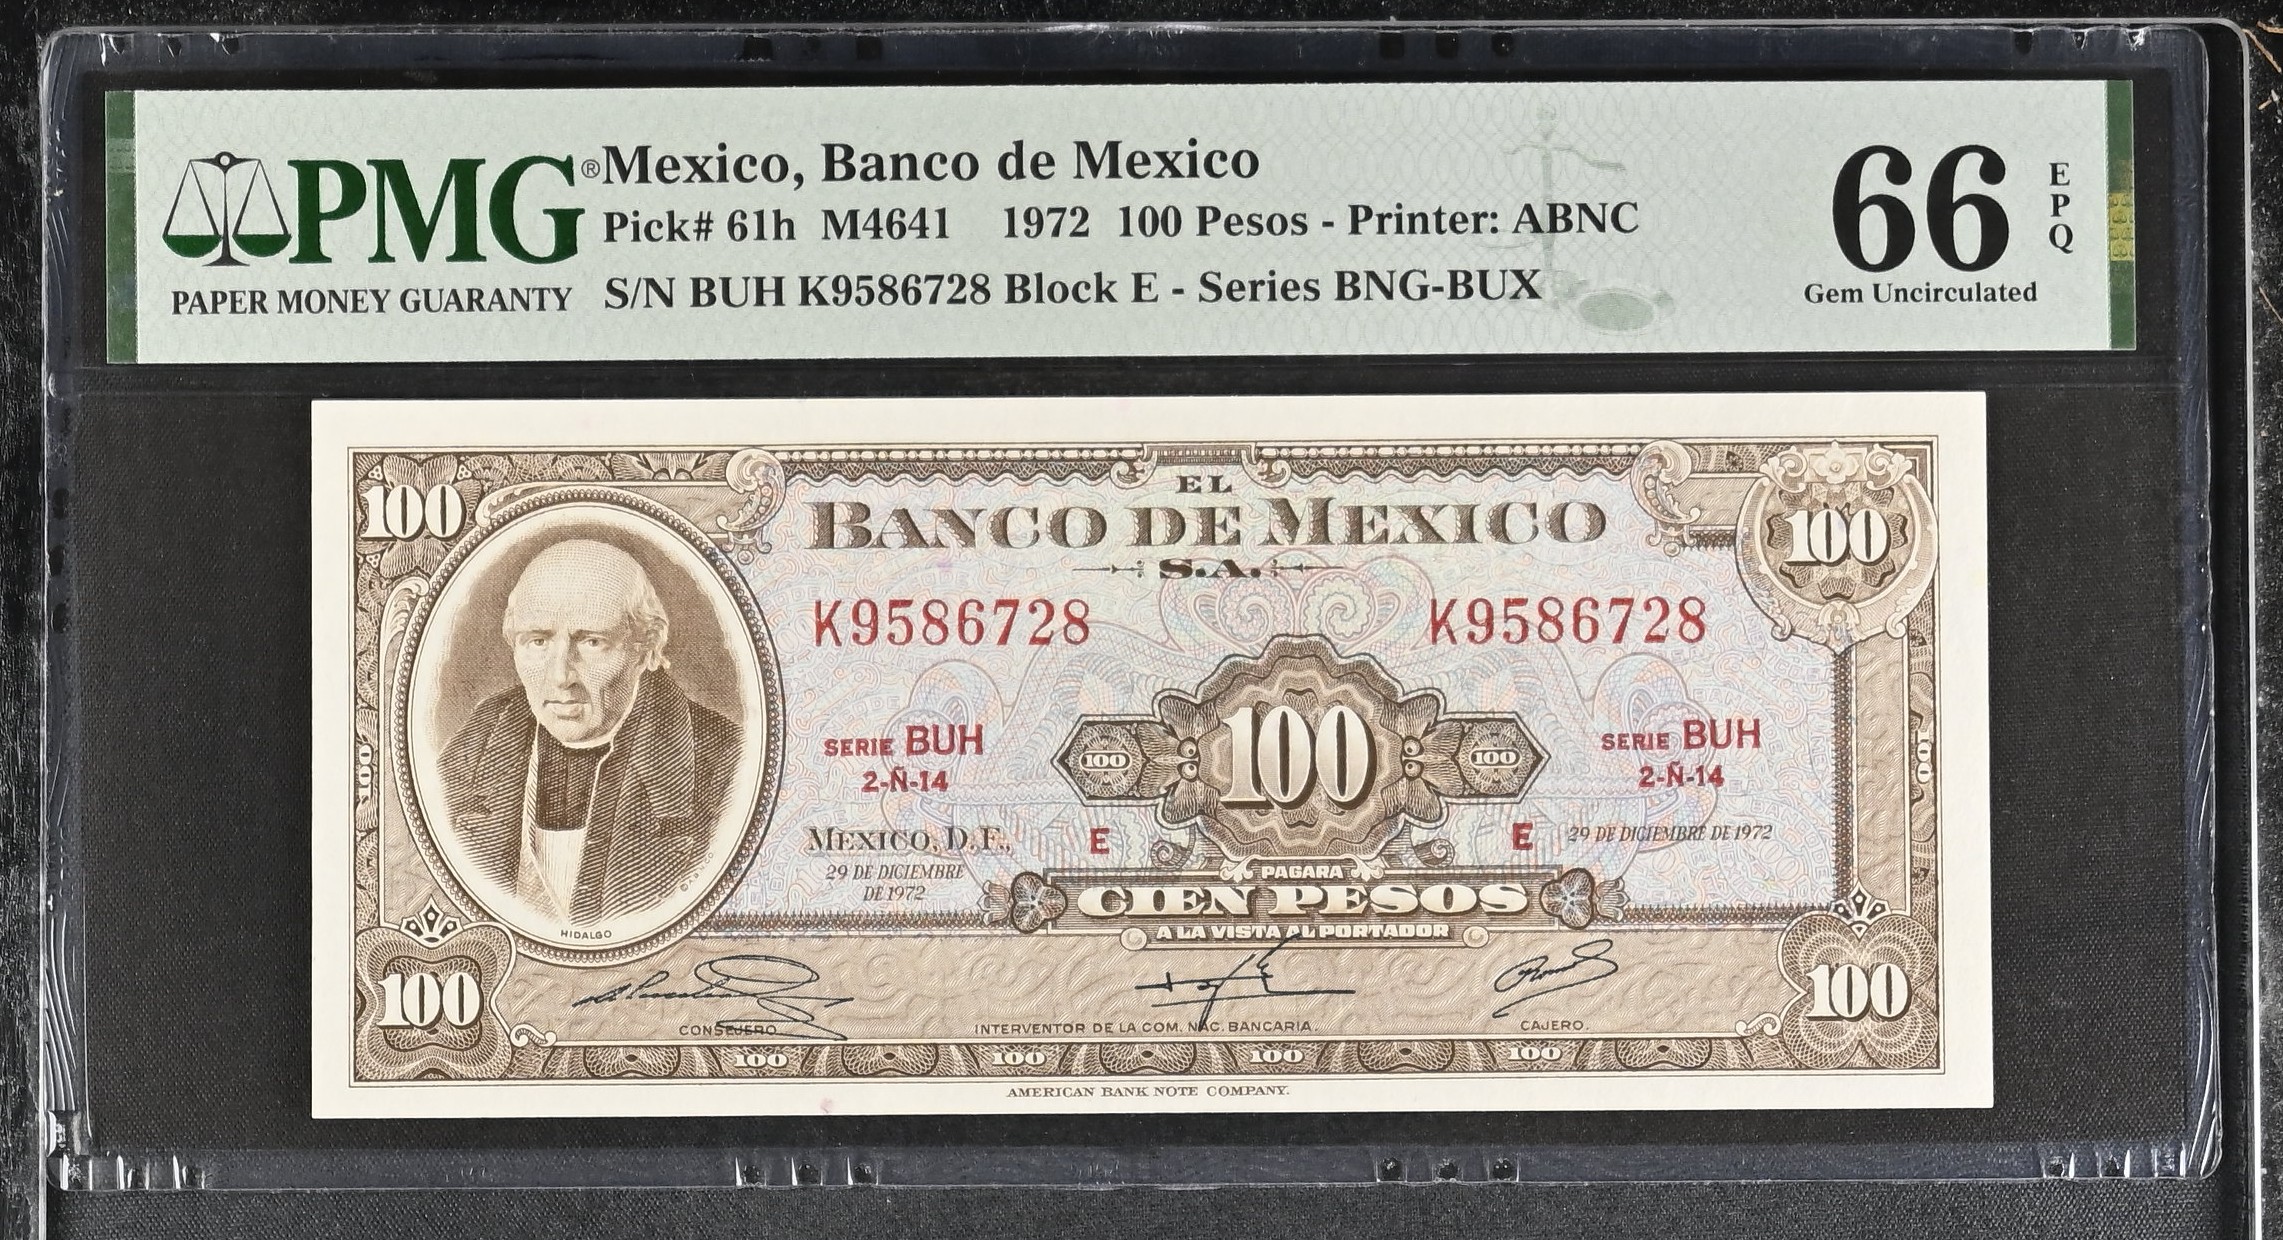 PMG®
PAPER MONEY GUARANTY
Mexico, Banco de Mexico
Pick# 61h M4641 1972 100 Pesos - Printer: ABNC
S/N BUH K9586728 Block E - Series BNG-BUX
66 EPQ
Gem Uncirculated
100
EL
100
BANCO DE MEXICO
S.A.
K9586728 K9586728
SERIE BUH SERIE BUH
2-Ñ-14 2-Ñ-14
100 100 100 100 100
MEXICO, D.F., E E 29 DE DICIEMBRE DE 1972
29 DE DICIEMBRE
DE 1972
PAGARA
CIEN PESOS
A LA VISTA AL PORTADOR
HIDALGO
100 100
CONSEJERO INTERVENTOR DE LA COM. NAC. BANCARIA. CAJERO.
100 100 100 100
AMERICAN BANK NOTE COMPANY.